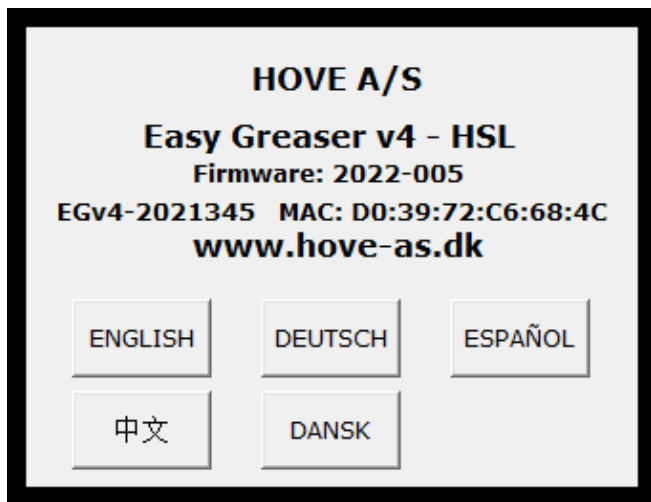 HOVE A/S
Easy Greaser v4 - HSL
Firmware: 2022-005
EGv4-2021345 MAC: D0:39:72:C6:68:4C
www.hove-as.dk
ENGLISH DEUTSCH ESPAÑOL
中文 DANSK